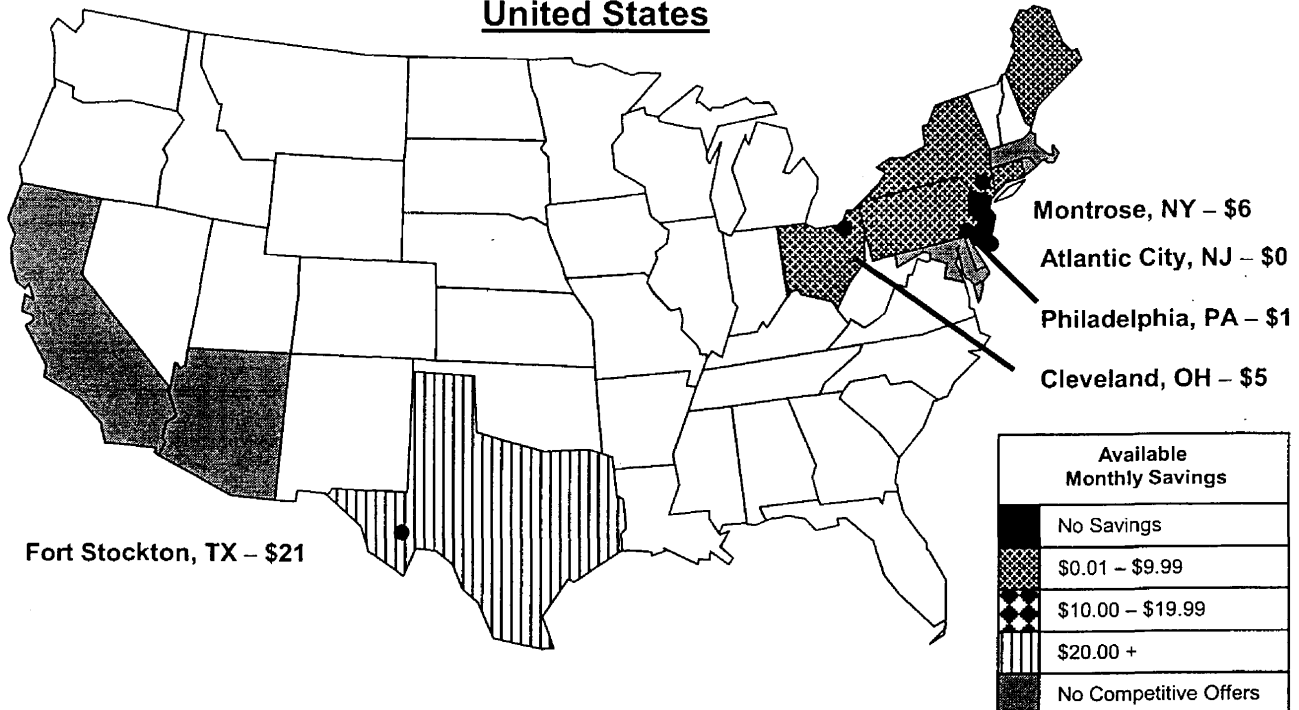 United States
Montrose, NY – $6
Atlantic City, NJ – $0
Philadelphia, PA – $1
Cleveland, OH – $5
Fort Stockton, TX – $21
Available
Monthly Savings
No Savings
$0.01 – $9.99
$10.00 – $19.99
$20.00 +
No Competitive Offers